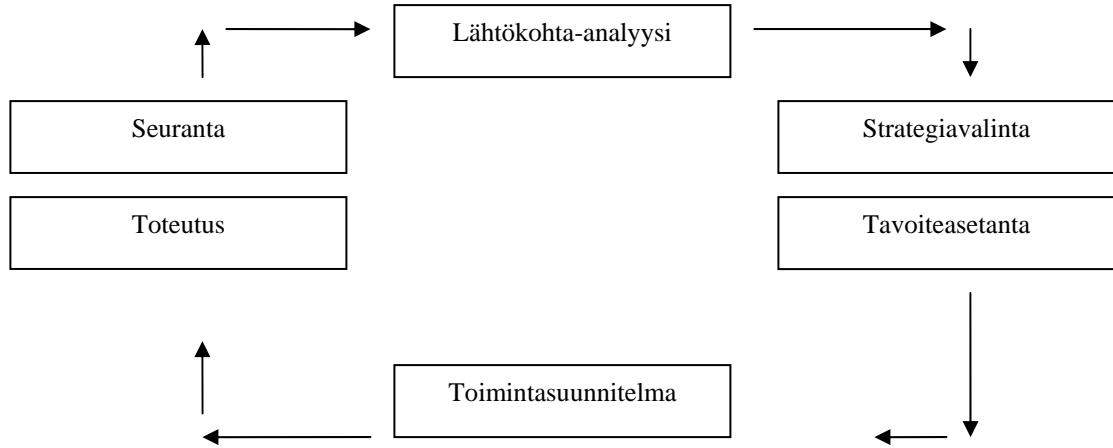 Lähtökohta-analyysi
Seuranta
Strategiavalinta
Toteutus
Tavoiteasetanta
Toimintasuunnitelma